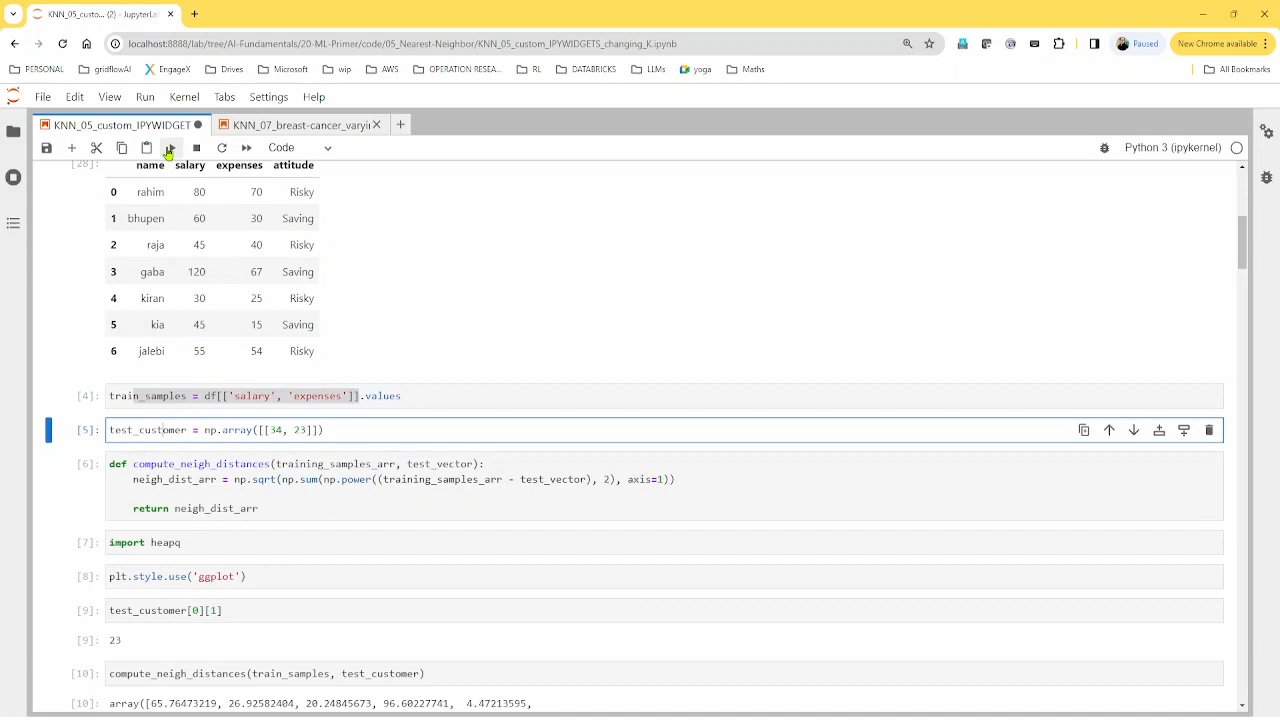 KNN_05_custo... (2) - JupyterLa
localhost:8888/lab/tree/AI-Fundamentals/20-ML-Primer/code/05_Nearest-Neighbor/KNN_05_custom_IPYWIDGETS_changing_K.ipynb
Paused
New Chrome available
PERSONAL gridflowAI EngageX Drives Microsoft wip AWS OPERATION RESEA... RL DATABRICKS LLMs yoga Maths All Bookmarks
File Edit View Run Kernel Tabs Settings Help
KNN_05_custom_IPYWIDGET KNN_07_breast-cancer_varyi
Code Python 3 (ipykernel)
[28]: name salary expenses attitude
0 rahim 80 70 Risky
1 bhupen 60 30 Saving
2 raja 45 40 Risky
3 gaba 120 67 Saving
4 kiran 30 25 Risky
5 kia 45 15 Saving
6 jalebi 55 54 Risky
[4]: train_samples = df[['salary', 'expenses']].values
[5]: test_customer = np.array([[34, 23]])
[6]: def compute_neigh_distances(training_samples_arr, test_vector):
neigh_dist_arr = np.sqrt(np.sum(np.power((training_samples_arr - test_vector), 2), axis=1))
return neigh_dist_arr
[7]: import heapq
[8]: plt.style.use('ggplot')
[9]: test_customer[0][1]
[9]: 23
[10]: compute_neigh_distances(train_samples, test_customer)
[10]: array([65.76473219, 26.92582404, 20.24845673, 96.60227741, 4.47213595,